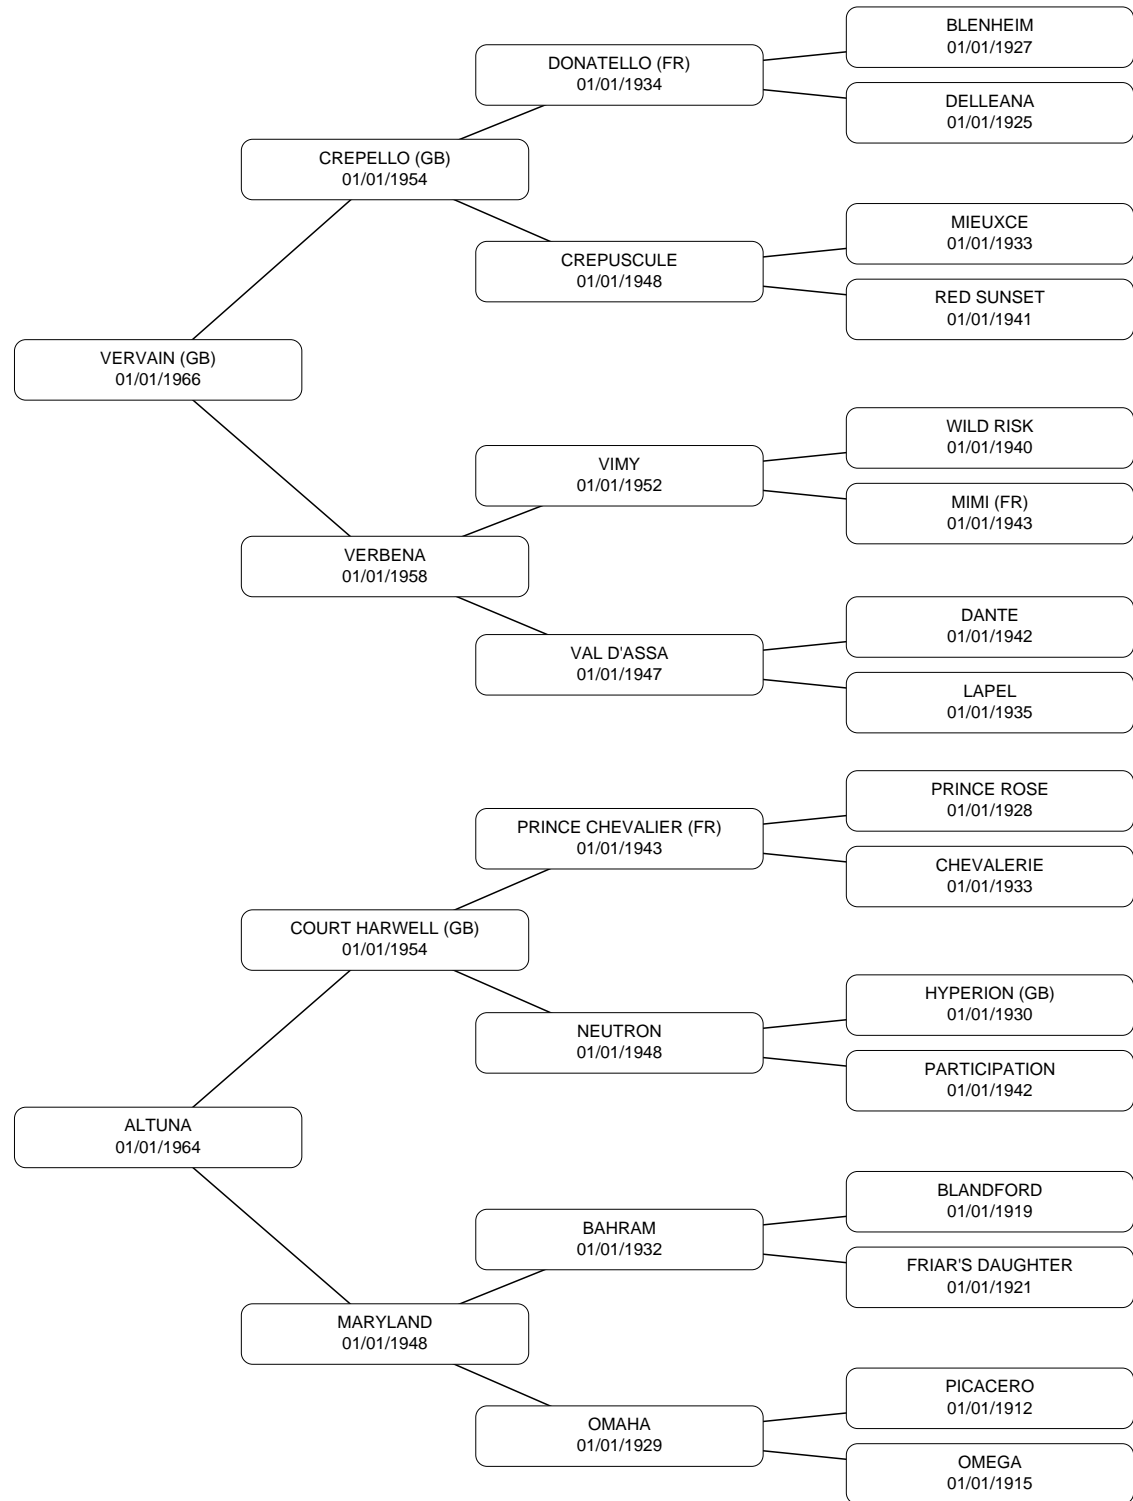 BLENHEIM
01/01/1927
DONATELLO (FR)
01/01/1934
DELLEANA
01/01/1925
CREPELLO (GB)
01/01/1954
MIEUXCE
01/01/1933
CREPUSCULE
01/01/1948
RED SUNSET
01/01/1941
VERVAIN (GB)
01/01/1966
WILD RISK
01/01/1940
VIMY
01/01/1952
MIMI (FR)
01/01/1943
VERBENA
01/01/1958
DANTE
01/01/1942
VAL D'ASSA
01/01/1947
LAPEL
01/01/1935
PRINCE ROSE
01/01/1928
PRINCE CHEVALIER (FR)
01/01/1943
CHEVALERIE
01/01/1933
COURT HARWELL (GB)
01/01/1954
HYPERION (GB)
01/01/1930
NEUTRON
01/01/1948
PARTICIPATION
01/01/1942
ALTUNA
01/01/1964
BLANDFORD
01/01/1919
BAHRAM
01/01/1932
FRIAR'S DAUGHTER
01/01/1921
MARYLAND
01/01/1948
PICACERO
01/01/1912
OMAHA
01/01/1929
OMEGA
01/01/1915